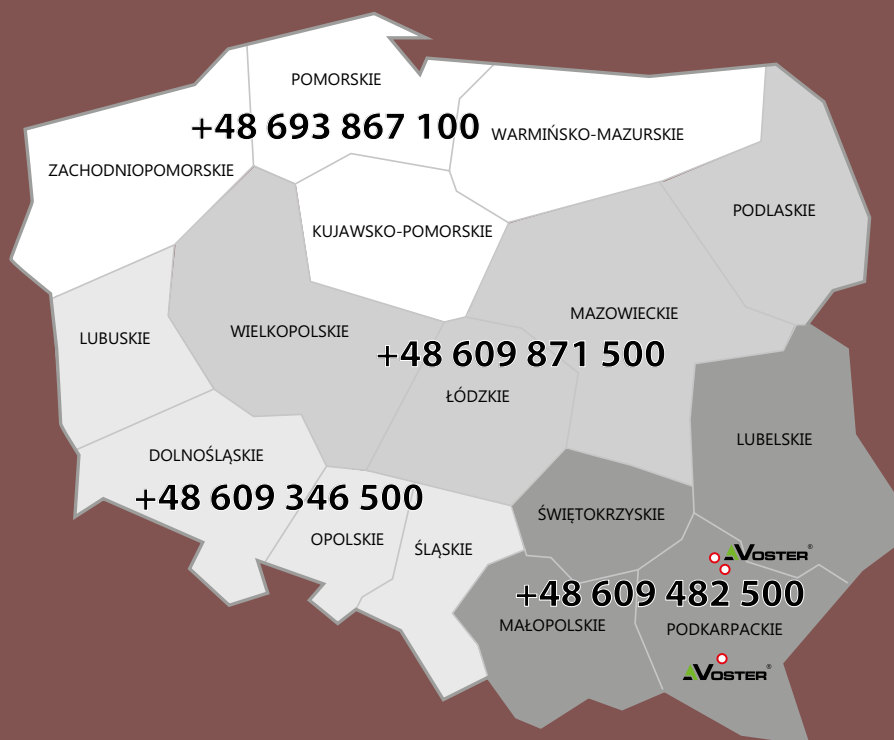 POMORSKIE
+48 693 867 100
WARMIŃSKO-MAZURSKIE
ZACHODNIOPOMORSKIE
PODLASKIE
KUJAWSKO-POMORSKIE
MAZOWIECKIE
WIELKOPOLSKIE
LUBUSKIE
+48 609 871 500
ŁÓDZKIE
LUBELSKIE
DOLNOŚLĄSKIE
+48 609 346 500
ŚWIĘTOKRZYSKIE
OPOLSKIE
ŚLĄSKIE
VOSTER®
+48 609 482 500
MAŁOPOLSKIE
PODKARPACKIE
VOSTER®